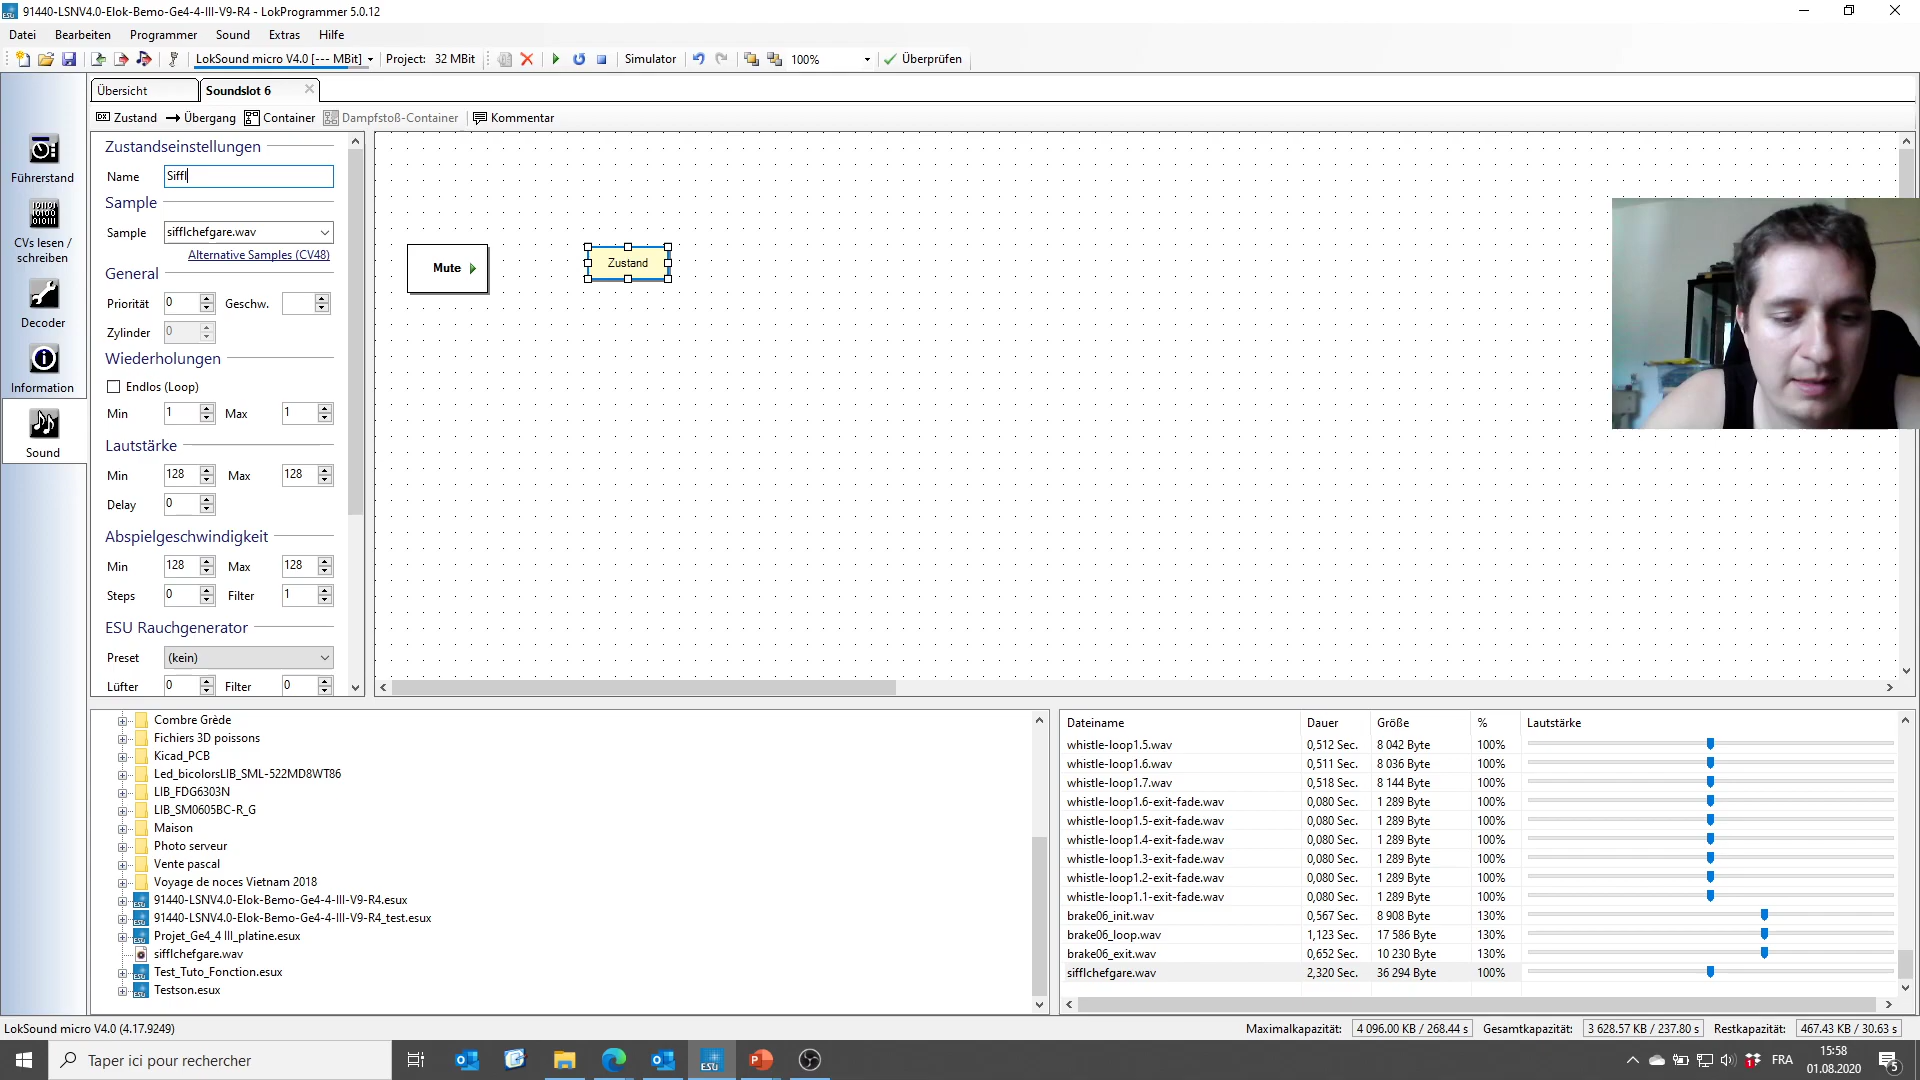 91440-LSNV4.0-Elok-Bemo-Ge4-4-III-V9-R4 - LokProgrammer 5.0.12
Datei Bearbeiten Programmer Sound Extras Hilfe
LokSound micro V4.0 [--- MBit] Project: 32 MBit Simulator 100% Überprüfen
Übersicht Soundslot 6
Zustand Übergang Container Dampfstoß-Container Kommentar
Führerstand
CVs lesen /
schreiben
Decoder
Information
Sound
Zustandseinstellungen
Name Siffl
Sample
Sample sifflchefgare.wav
Alternative Samples (CV48)
General
Priorität 0 Geschw.
Zylinder 0
Wiederholungen
Endlos (Loop)
Min 1 Max 1
Lautstärke
Min 128 Max 128
Delay 0
Abspielgeschwindigkeit
Min 128 Max 128
Steps 0 Filter 1
ESU Rauchgenerator
Preset (kein)
Lüfter 0 Filter 0
Mute
Zustand
Combre Grède
Fichiers 3D poissons
Kicad_PCB
Led_bicolorsLIB_SML-522MD8WT86
LIB_FDG6303N
LIB_SM0605BC-R_G
Maison
Photo serveur
Vente pascal
Voyage de noces Vietnam 2018
91440-LSNV4.0-Elok-Bemo-Ge4-4-III-V9-R4.esux
91440-LSNV4.0-Elok-Bemo-Ge4-4-III-V9-R4_test.esux
Projet_Ge4_4 III_platine.esux
sifflchefgare.wav
Test_Tuto_Fonction.esux
Testson.esux
Dateiname Dauer Größe % Lautstärke
whistle-loop1.5.wav 0,512 Sec. 8 042 Byte 100%
whistle-loop1.6.wav 0,511 Sec. 8 036 Byte 100%
whistle-loop1.7.wav 0,518 Sec. 8 144 Byte 100%
whistle-loop1.6-exit-fade.wav 0,080 Sec. 1 289 Byte 100%
whistle-loop1.5-exit-fade.wav 0,080 Sec. 1 289 Byte 100%
whistle-loop1.4-exit-fade.wav 0,080 Sec. 1 289 Byte 100%
whistle-loop1.3-exit-fade.wav 0,080 Sec. 1 289 Byte 100%
whistle-loop1.2-exit-fade.wav 0,080 Sec. 1 289 Byte 100%
whistle-loop1.1-exit-fade.wav 0,080 Sec. 1 289 Byte 100%
brake06_init.wav 0,567 Sec. 8 908 Byte 130%
brake06_loop.wav 1,123 Sec. 17 586 Byte 130%
brake06_exit.wav 0,652 Sec. 10 230 Byte 130%
sifflchefgare.wav 2,320 Sec. 36 294 Byte 100%
LokSound micro V4.0 (4.17.9249) Maximalkapazität: 4 096.00 KB / 268.44 s Gesamtkapazität: 3 628.57 KB / 237.80 s Restkapazität: 467.43 KB / 30.63 s
Taper ici pour rechercher
FRA
15:58
01.08.2020
5